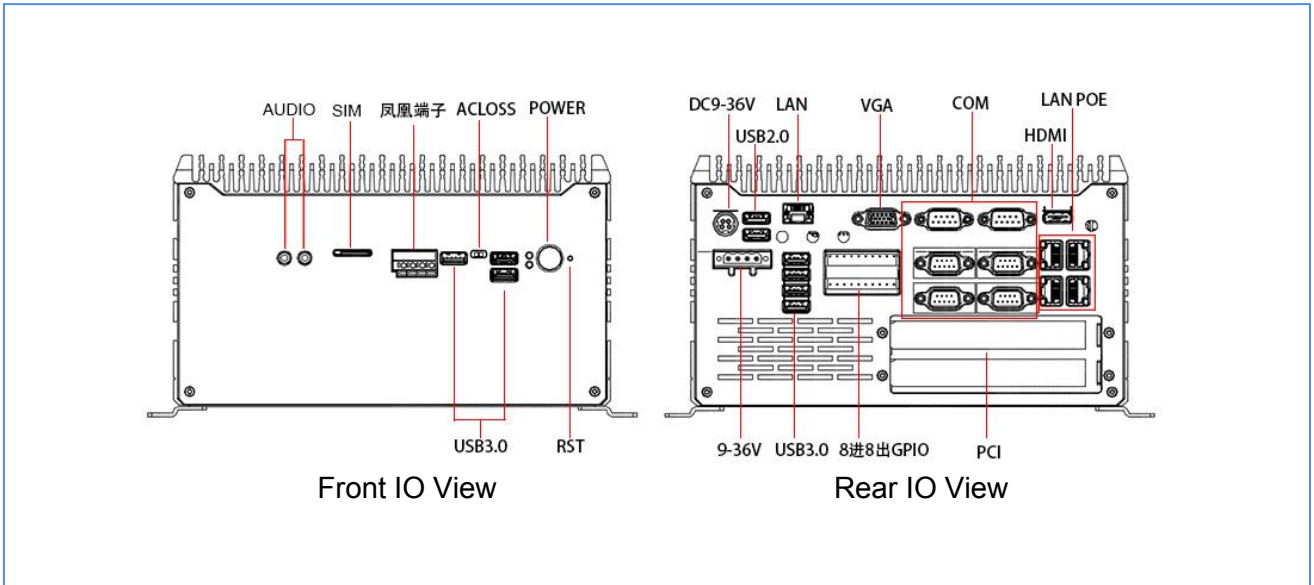 AUDIO SIM 凤凰端子 ACLOSS POWER
USB3.0 RST
Front IO View
DC9-36V LAN VGA COM LAN POE
USB2.0 HDMI
9-36V USB3.0 8进8出GPIO PCI
Rear IO View